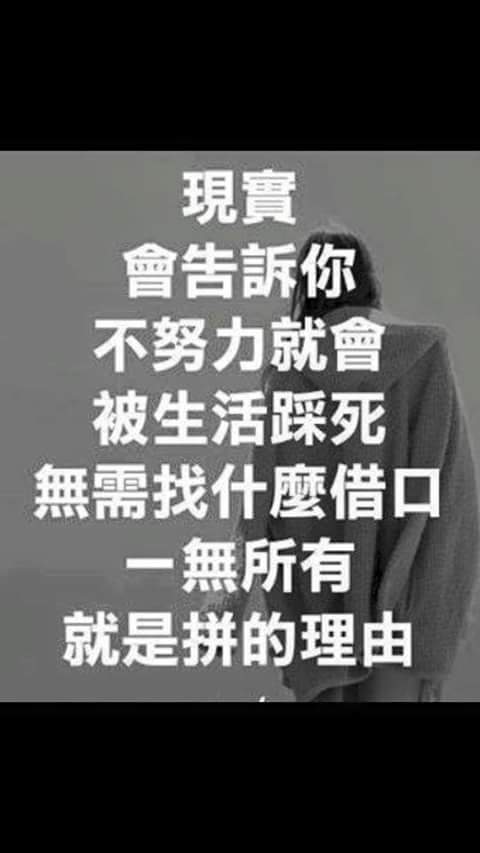 現實
會告訴你
不努力就會
被生活踩死
無需找什麼借口
一無所有
就是拼的理由